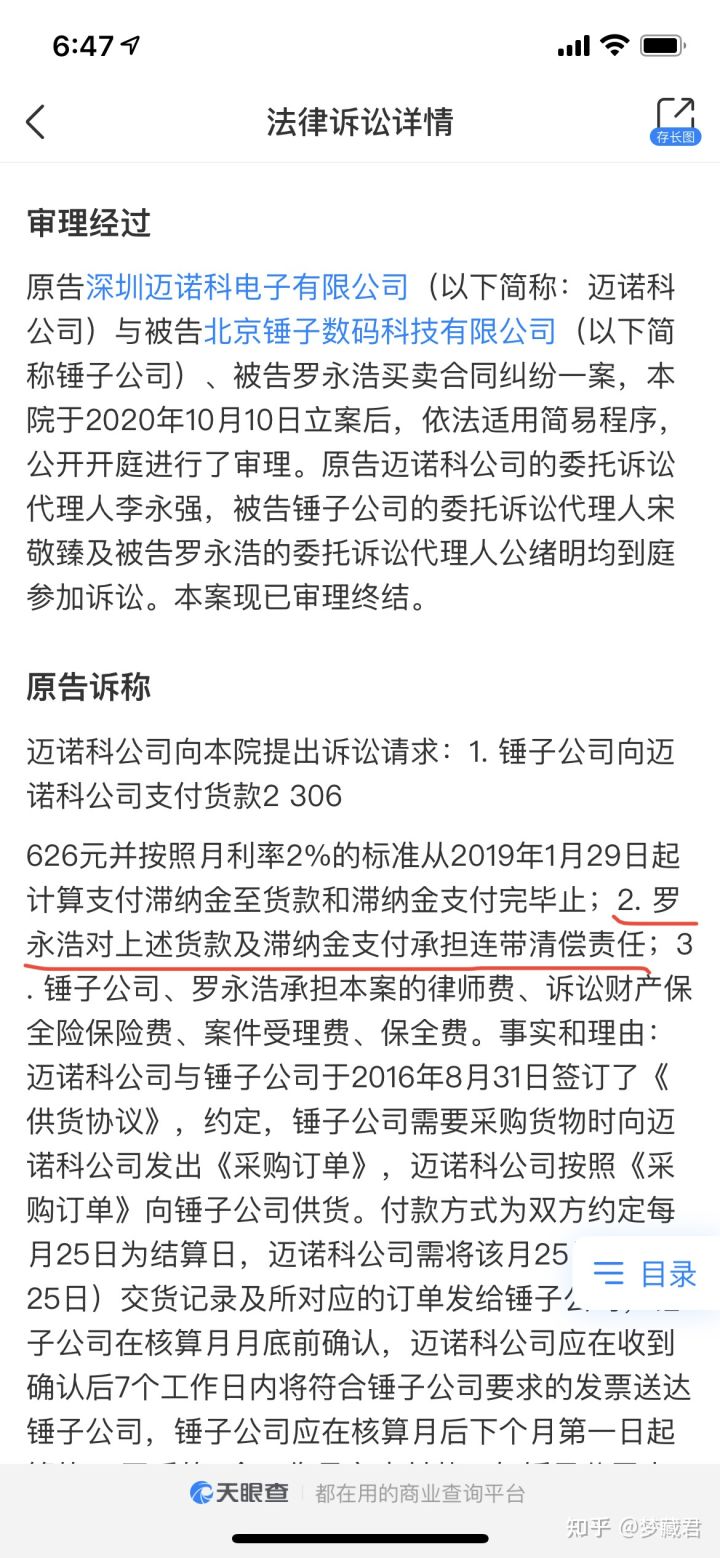 6:47
法律诉讼详情
存长图
审理经过
原告深圳迈诺科电子有限公司（以下简称：迈诺科
公司）与被告北京锤子数码科技有限公司（以下简
称锤子公司）、被告罗永浩买卖合同纠纷一案，本
院于2020年10月10日立案后，依法适用简易程序，
公开开庭进行了审理。原告迈诺科公司的委托诉讼
代理人李永强，被告锤子公司的委托诉讼代理人宋
敬臻及被告罗永浩的委托诉讼代理人公绪明均到庭
参加诉讼。本案现已审理终结。
原告诉称
迈诺科公司向本院提出诉讼请求：1. 锤子公司向迈
诺科公司支付货款2 306
626元并按照月利率2%的标准从2019年1月29日起
计算支付滞纳金至货款和滞纳金支付完毕止；2. 罗
永浩对上述货款及滞纳金支付承担连带清偿责任；3
. 锤子公司、罗永浩承担本案的律师费、诉讼财产保
全险保险费、案件受理费、保全费。事实和理由：
迈诺科公司与锤子公司于2016年8月31日签订了《
供货协议》，约定，锤子公司需要采购货物时向迈
诺科公司发出《采购订单》，迈诺科公司按照《采
购订单》向锤子公司供货。付款方式为双方约定每
月25日为结算日，迈诺科公司需将该月25
目录
25日）交货记录及所对应的订单发给锤子
子公司在核算月月底前确认，迈诺科公司应在收到
确认后7个工作日内将符合锤子公司要求的发票送达
锤子公司，锤子公司应在核算月后下个月第一日起
天眼查 都在用的商业查询平台
知乎 @梦藏君